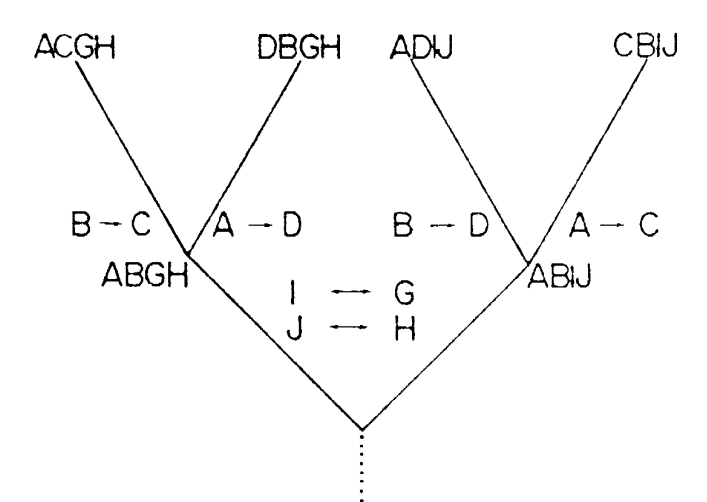 ACGH DBGH ADIJ CBIJ
B → C A → D B → D A → C
ABGH ABIJ
I ↔ G
J ↔ H